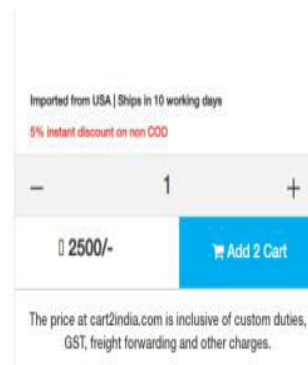 Imported from USA | Ships in 10 working days
5% instant discount on non COD
− 1 +
▯ 2500/-
Add 2 Cart
The price at cart2india.com is inclusive of custom duties,
GST, freight forwarding and other charges.